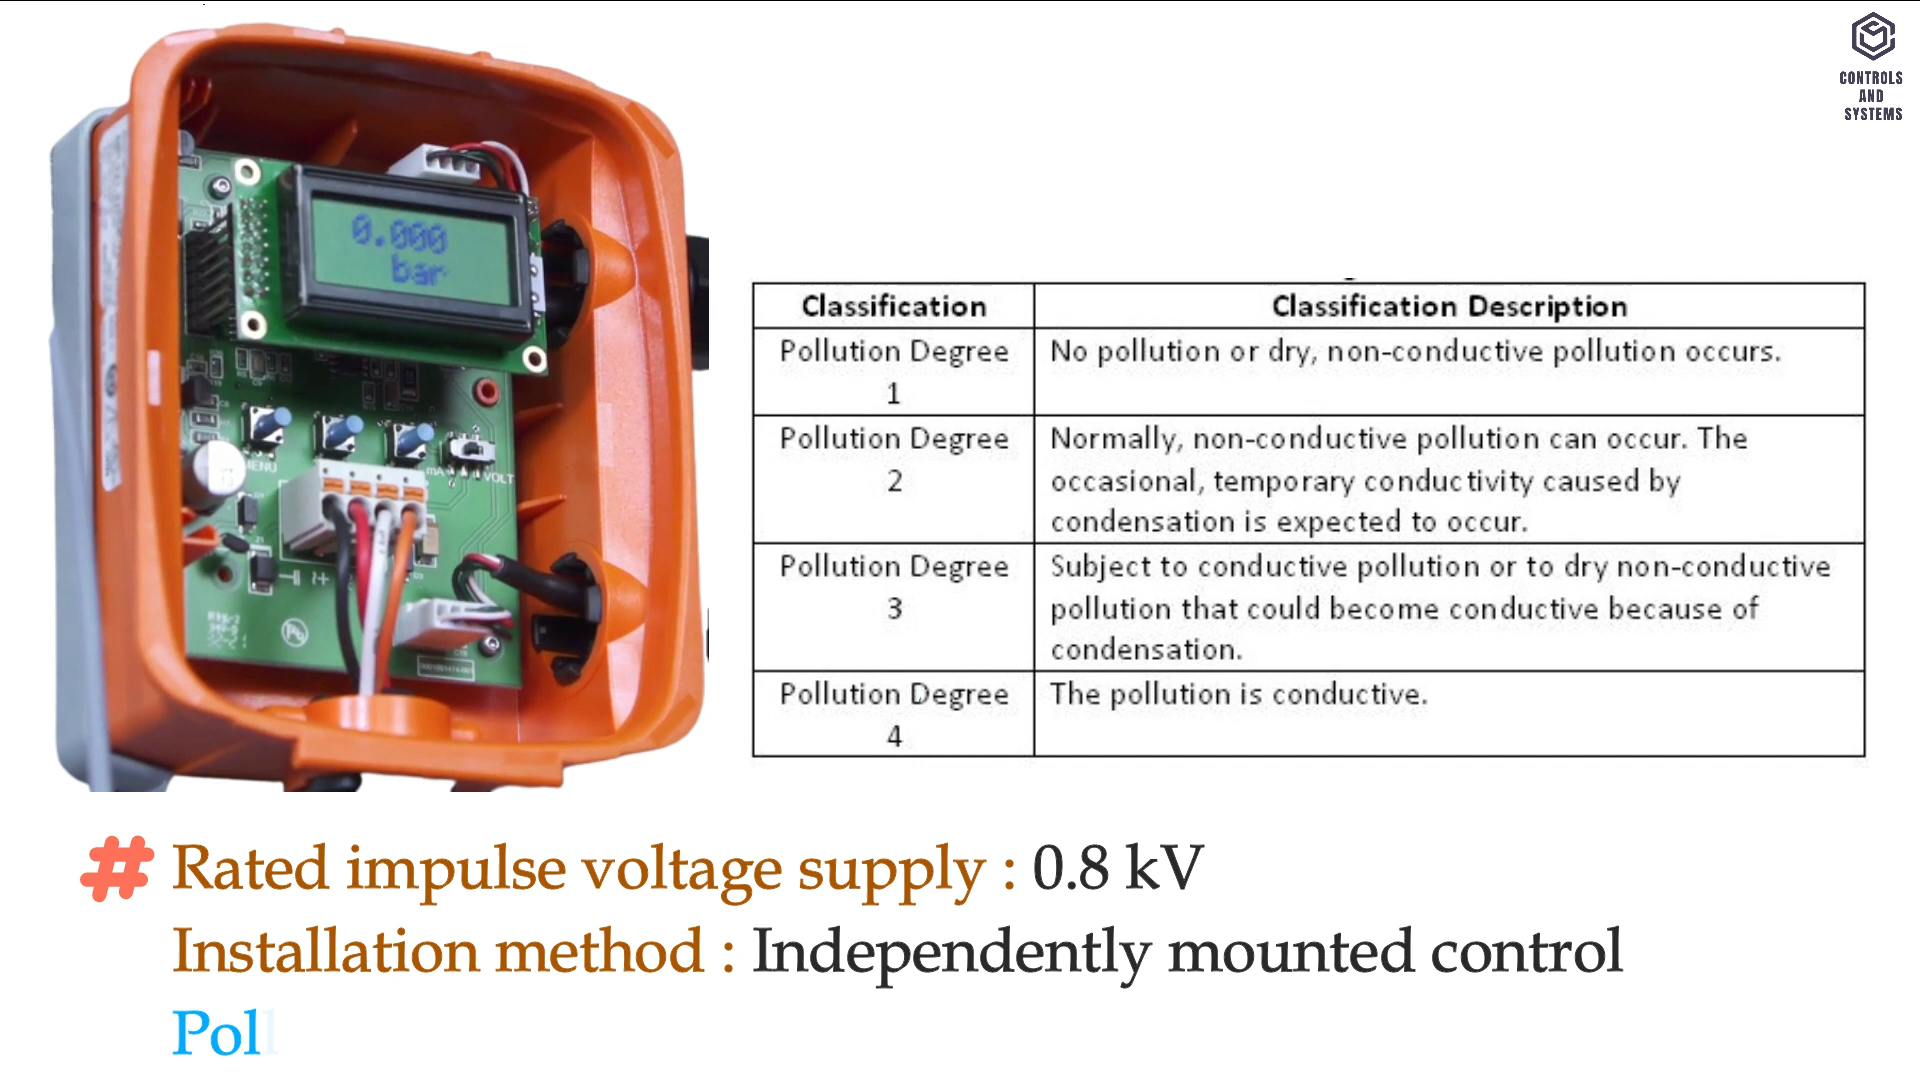 CONTROLS
AND
SYSTEMS
0.000
bar
MENU
mA
VOLT
Classification
Classification Description
Pollution Degree
1
No pollution or dry, non-conductive pollution occurs.
Pollution Degree
2
Normally, non-conductive pollution can occur. The
occasional, temporary conductivity caused by
condensation is expected to occur.
Pollution Degree
3
Subject to conductive pollution or to dry non-conductive
pollution that could become conductive because of
condensation.
Pollution Degree
4
The pollution is conductive.
# Rated impulse voltage supply : 0.8 kV
Installation method : Independently mounted control
Poll